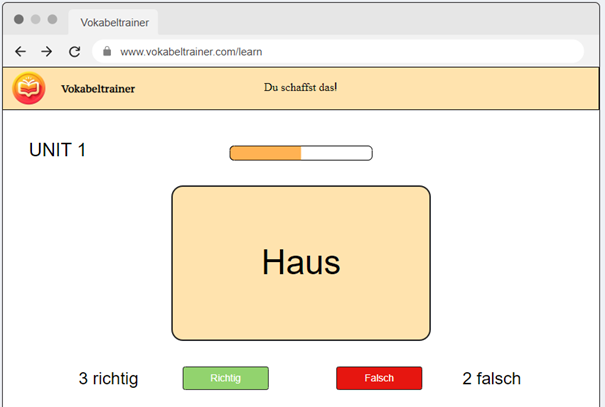 Vokabeltrainer
www.vokabeltrainer.com/learn
Vokabeltrainer Du schaffst das!
UNIT 1
Haus
3 richtig Richtig Falsch 2 falsch